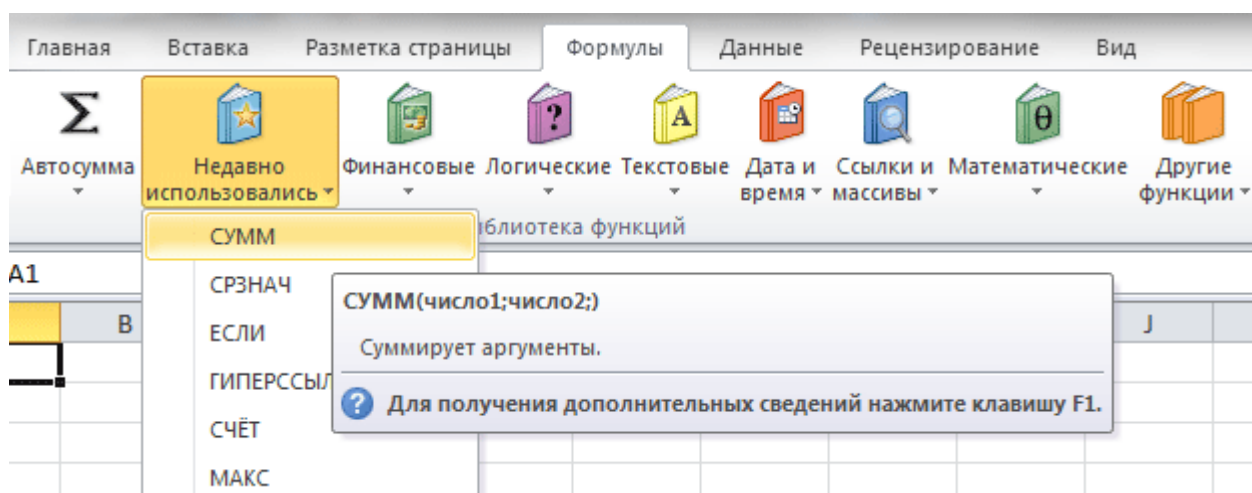 Главная Вставка Разметка страницы Формулы Данные Рецензирование Вид
Σ ? A θ
Автосумма Недавно использовались Финансовые Логические Текстовые Дата и время Ссылки и массивы Математические Другие функции
иблиотека функций
СУММ
A1
СРЗНАЧ
СУММ(число1;число2;)
B J
ЕСЛИ
Суммирует аргументы.
ГИПЕРССЫЛ
? Для получения дополнительных сведений нажмите клавишу F1.
СЧЁТ
МАКС